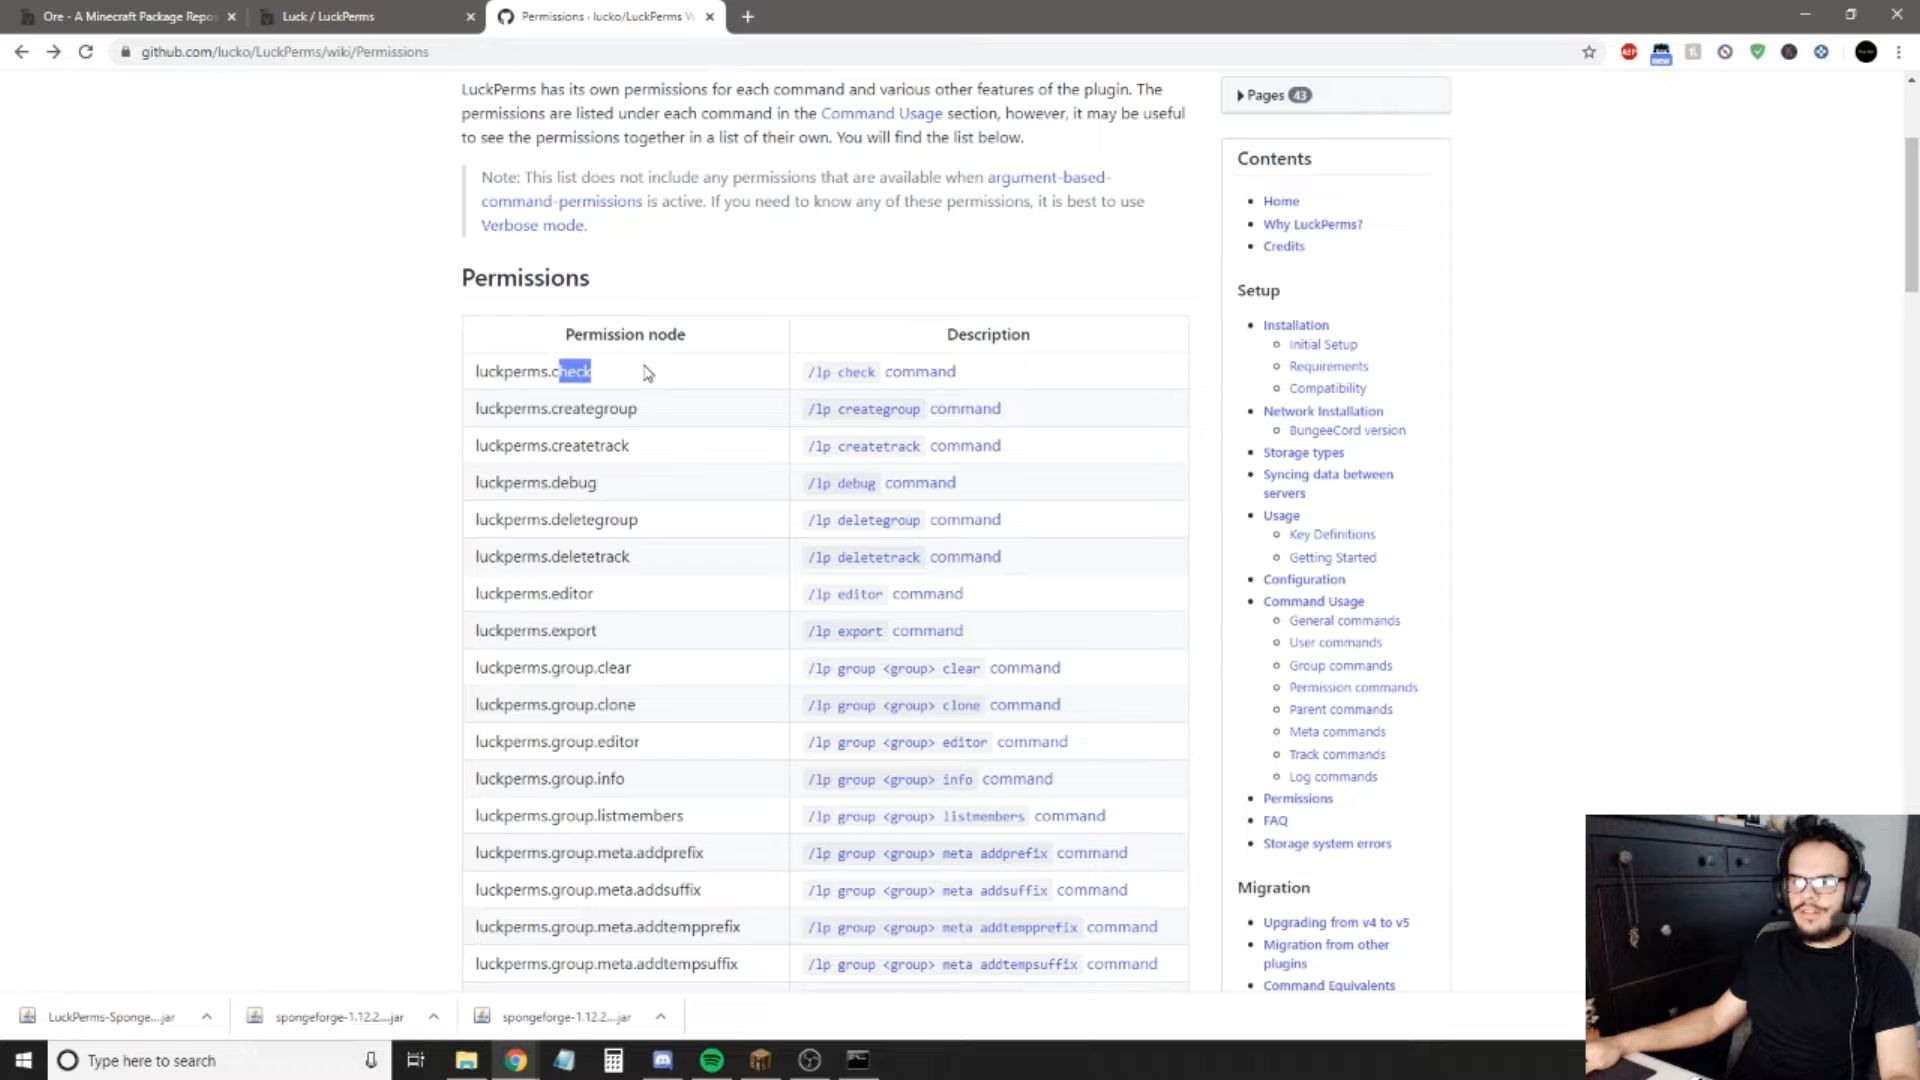 Ore - A Minecraft Package Repo
Luck / LuckPerms
Permissions · lucko/LuckPerms W
github.com/lucko/LuckPerms/wiki/Permissions
ABP
new
LuckPerms has its own permissions for each command and various other features of the plugin. The
permissions are listed under each command in the Command Usage section, however, it may be useful
to see the permissions together in a list of their own. You will find the list below.
Note: This list does not include any permissions that are available when argument-based-
command-permissions is active. If you need to know any of these permissions, it is best to use
Verbose mode.
Permissions
Permission node Description
luckperms.check /lp check command
luckperms.creategroup /lp creategroup command
luckperms.createtrack /lp createtrack command
luckperms.debug /lp debug command
luckperms.deletegroup /lp deletegroup command
luckperms.deletetrack /lp deletetrack command
luckperms.editor /lp editor command
luckperms.export /lp export command
luckperms.group.clear /lp group <group> clear command
luckperms.group.clone /lp group <group> clone command
luckperms.group.editor /lp group <group> editor command
luckperms.group.info /lp group <group> info command
luckperms.group.listmembers /lp group <group> listmembers command
luckperms.group.meta.addprefix /lp group <group> meta addprefix command
luckperms.group.meta.addsuffix /lp group <group> meta addsuffix command
luckperms.group.meta.addtempprefix /lp group <group> meta addtempprefix command
luckperms.group.meta.addtempsuffix /lp group <group> meta addtempsuffix command
Pages 43
Contents
Home
Why LuckPerms?
Credits
Setup
Installation
Initial Setup
Requirements
Compatibility
Network Installation
BungeeCord version
Storage types
Syncing data between
servers
Usage
Key Definitions
Getting Started
Configuration
Command Usage
General commands
User commands
Group commands
Permission commands
Parent commands
Meta commands
Track commands
Log commands
Permissions
FAQ
Storage system errors
Migration
Upgrading from v4 to v5
Migration from other
plugins
Command Equivalents
LuckPerms-Sponge....jar
spongeforge-1.12.2....jar
spongeforge-1.12.2....jar
Type here to search